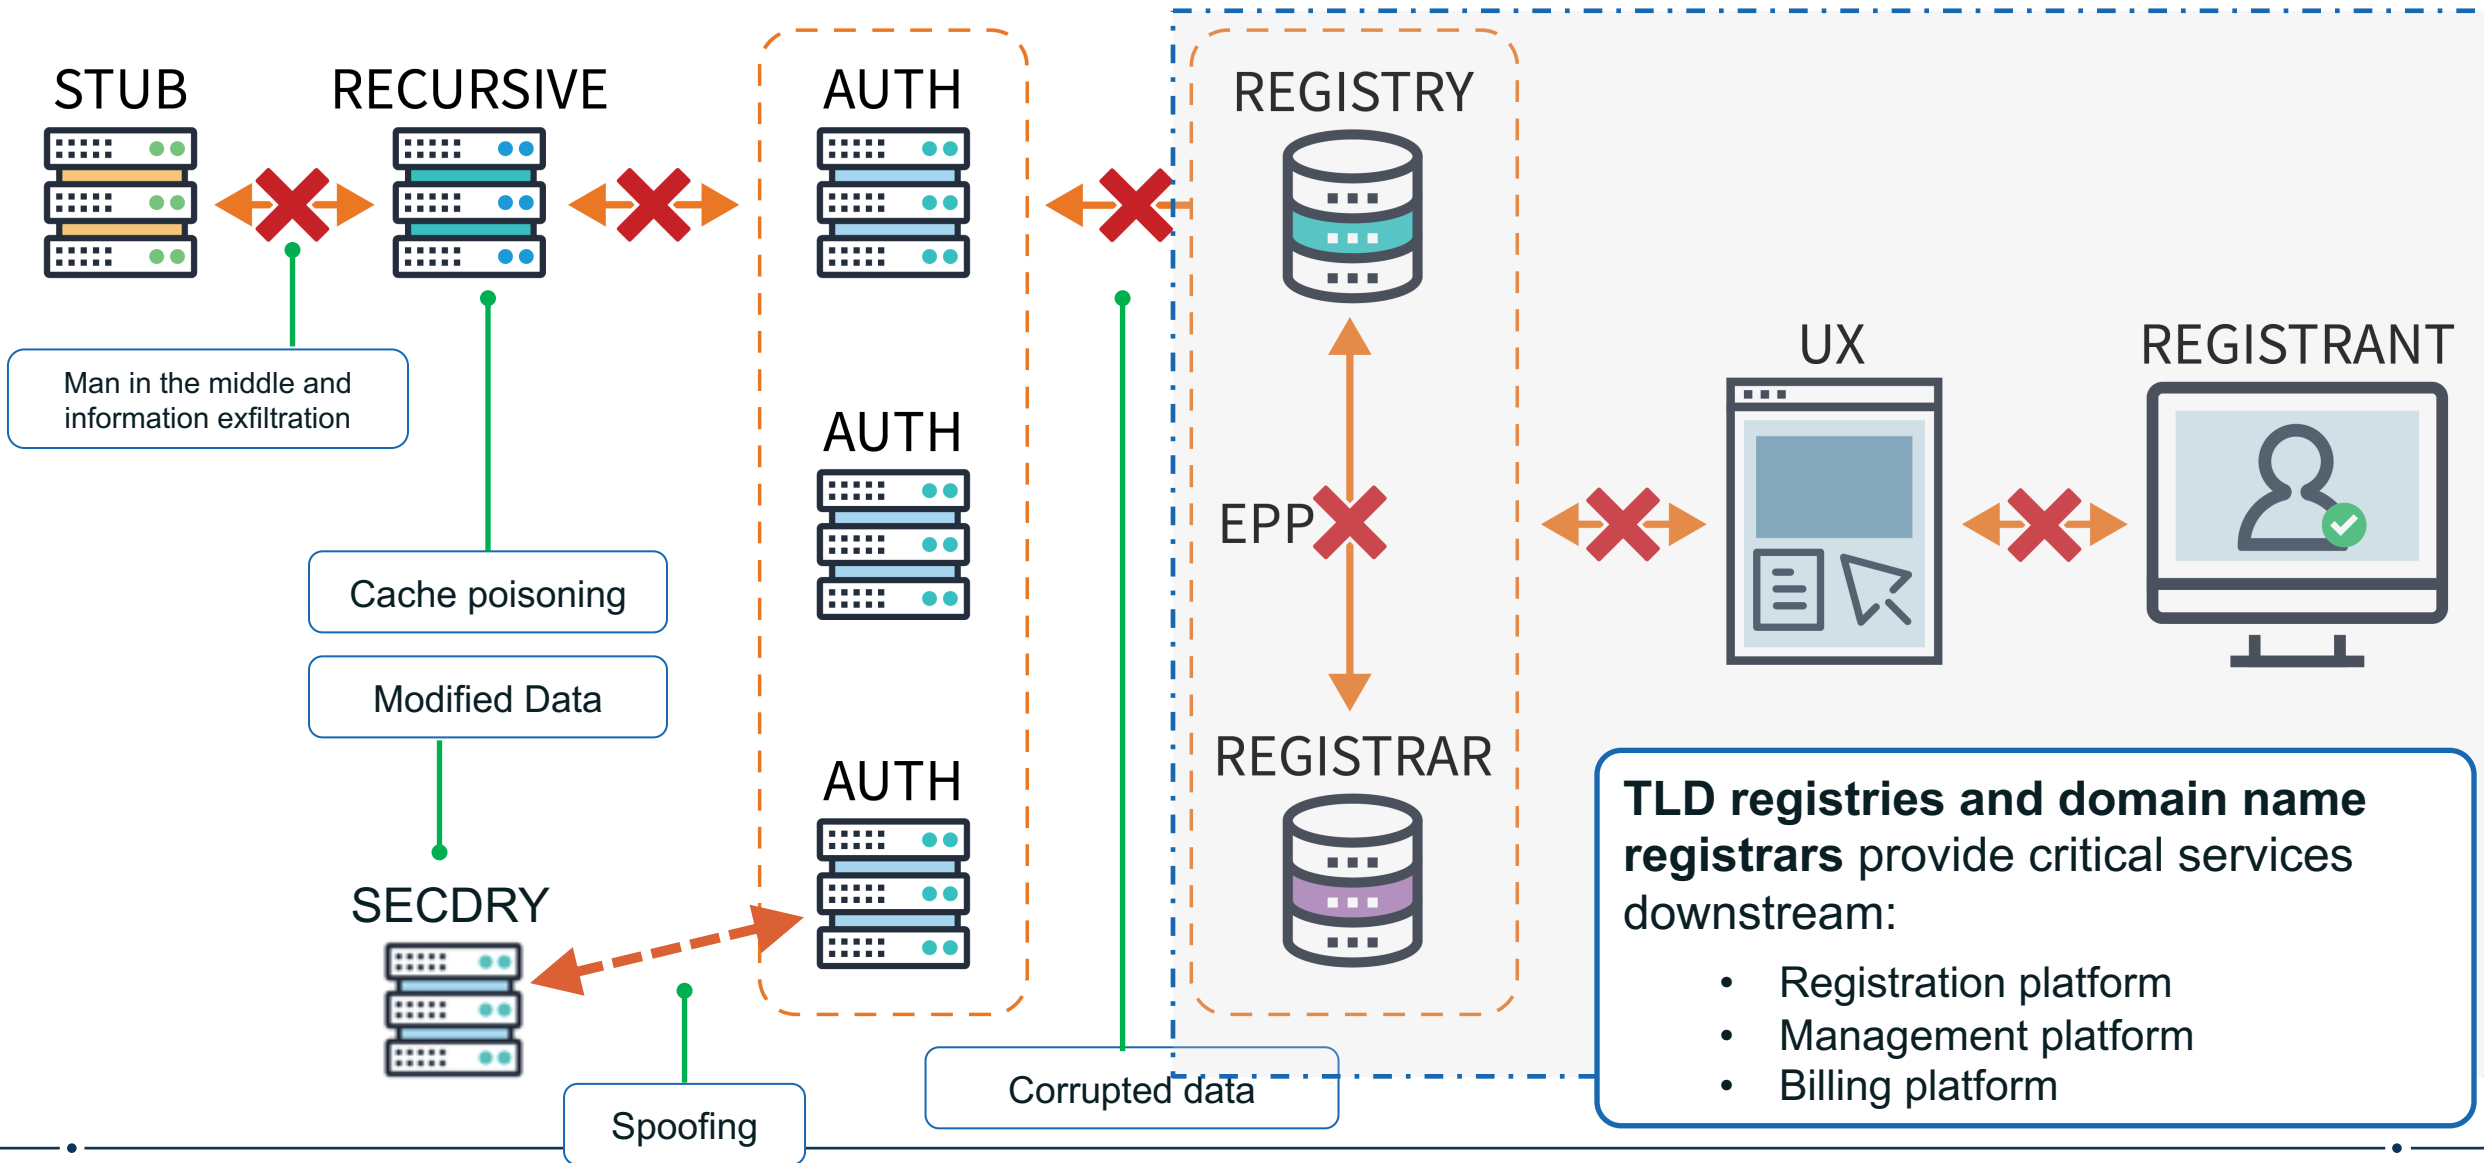 STUB
RECURSIVE
AUTH
REGISTRY
Man in the middle and
information exfiltration
UX
REGISTRANT
AUTH
EPP
Cache poisoning
Modified Data
AUTH
REGISTRAR
SECDRY
TLD registries and domain name
registrars provide critical services
downstream:
• Registration platform
• Management platform
• Billing platform
Corrupted data
Spoofing